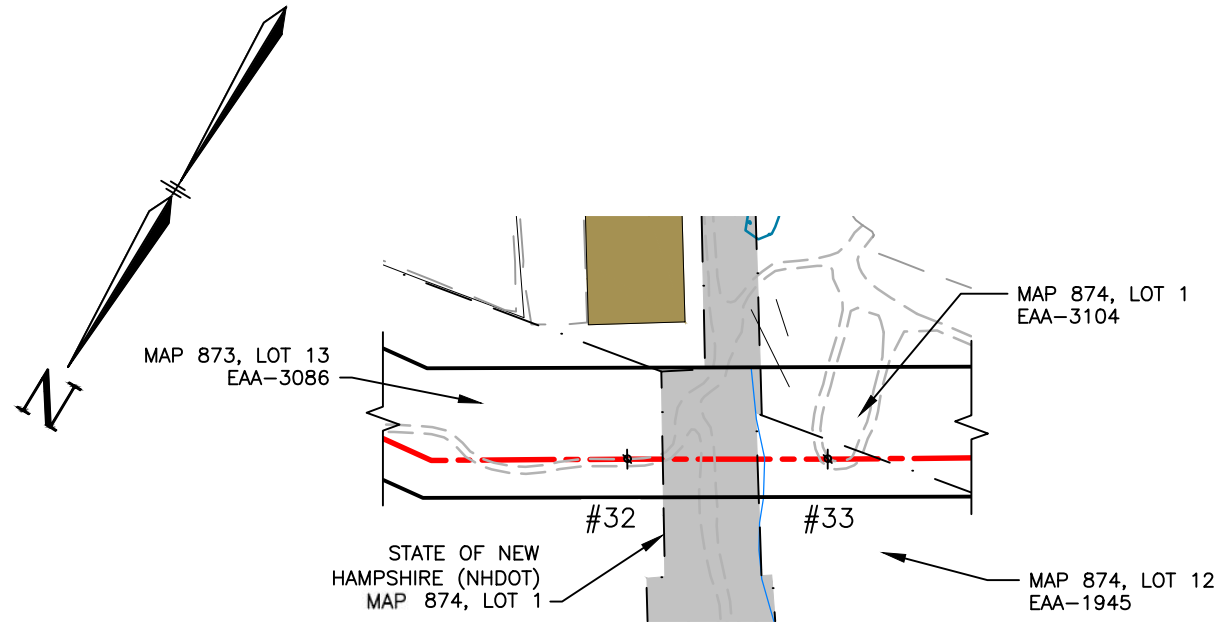 N
MAP 874, LOT 1
EAA-3104
MAP 873, LOT 13
EAA-3086
#32
#33
STATE OF NEW
HAMPSHIRE (NHDOT)
MAP 874, LOT 1
MAP 874, LOT 12
EAA-1945